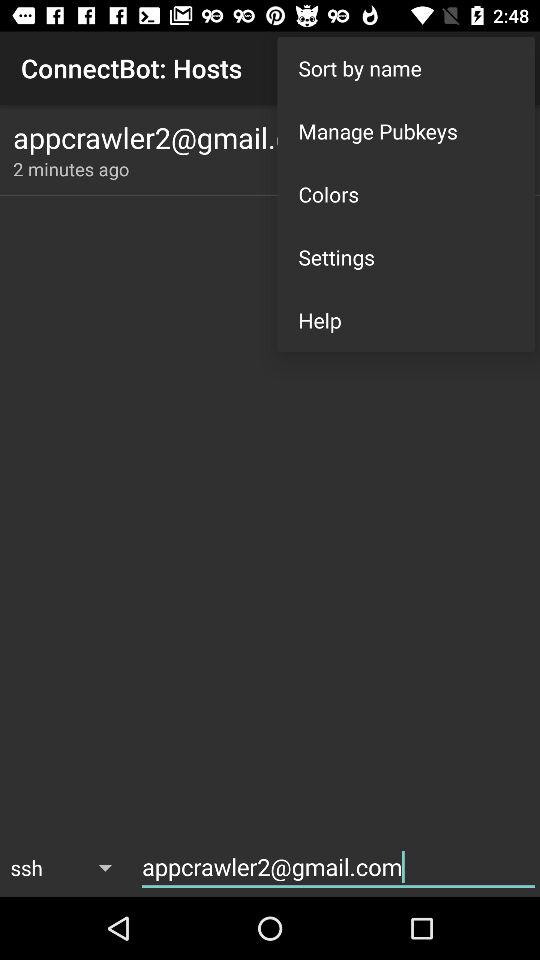 2:48
ConnectBot: Hosts
Sort by name
appcrawler2@gmail.
2 minutes ago
Manage Pubkeys
Colors
Settings
Help
ssh
appcrawler2@gmail.com